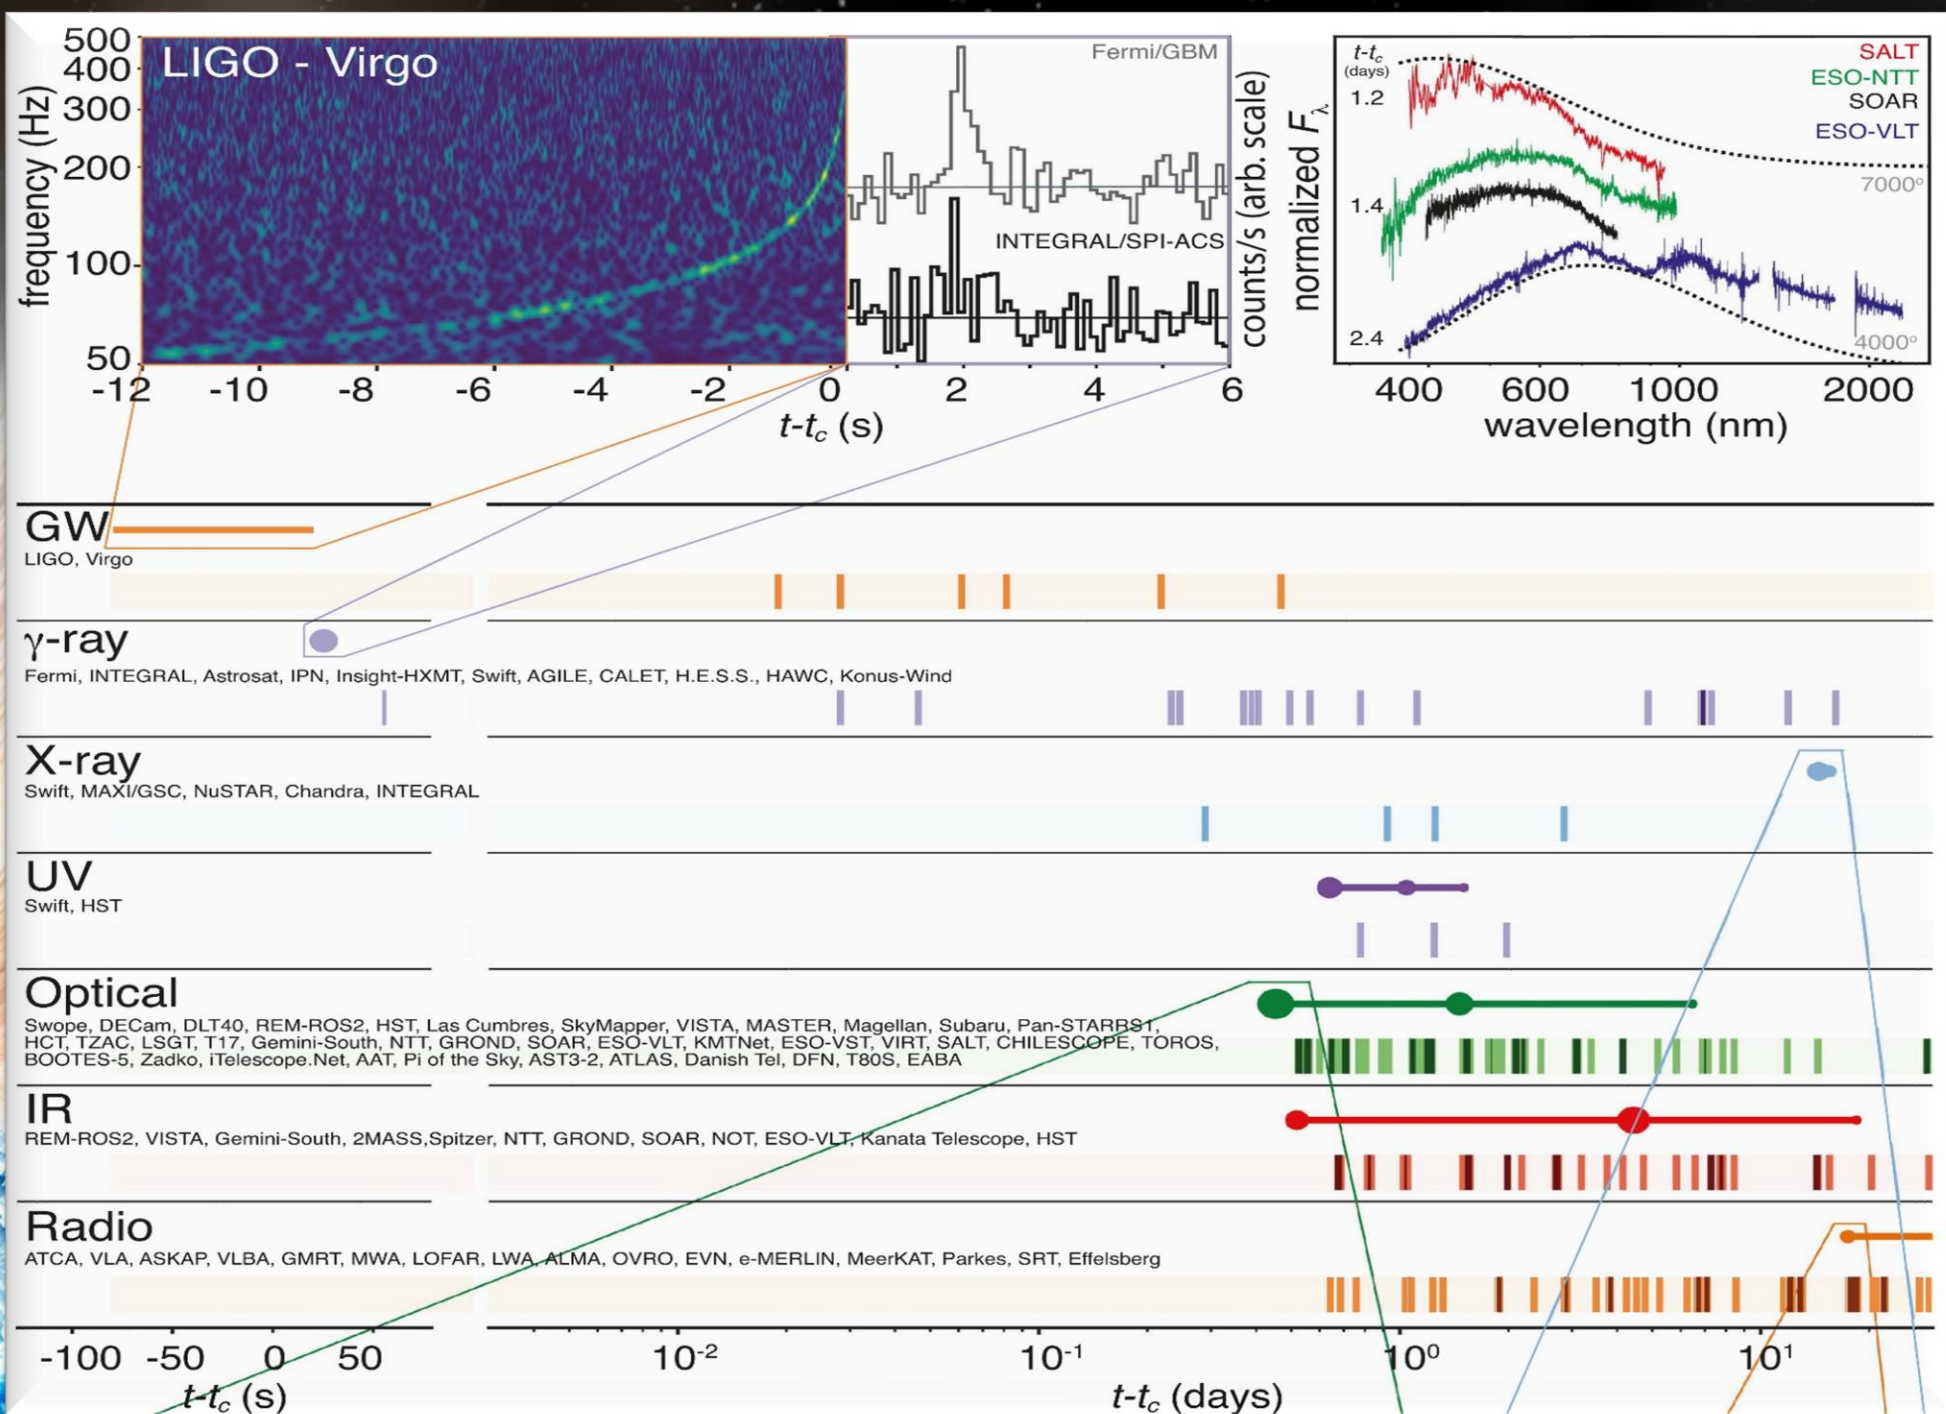 500
400
300
200
100
50
frequency (Hz)
LIGO - Virgo
-12 -10 -8 -6 -4 -2 0 2 4 6
t-tc (s)
Fermi/GBM
INTEGRAL/SPI-ACS
counts/s (arb. scale)
normalized Fλ
t-tc
(days)
1.2
1.4
2.4
SALT
ESO-NTT
SOAR
ESO-VLT
7000°
4000°
400 600 1000 2000
wavelength (nm)
GW
LIGO, Virgo
γ-ray
Fermi, INTEGRAL, Astrosat, IPN, Insight-HXMT, Swift, AGILE, CALET, H.E.S.S., HAWC, Konus-Wind
X-ray
Swift, MAXI/GSC, NuSTAR, Chandra, INTEGRAL
UV
Swift, HST
Optical
Swope, DECam, DLT40, REM-ROS2, HST, Las Cumbres, SkyMapper, VISTA, MASTER, Magellan, Subaru, Pan-STARRS1,
HCT, TZAC, LSGT, T17, Gemini-South, NTT, GROND, SOAR, ESO-VLT, KMTNet, ESO-VST, VIRT, SALT, CHILESCOPE, TOROS,
BOOTES-5, Zadko, iTelescope.Net, AAT, Pi of the Sky, AST3-2, ATLAS, Danish Tel, DFN, T80S, EABA
IR
REM-ROS2, VISTA, Gemini-South, 2MASS,Spitzer, NTT, GROND, SOAR, NOT, ESO-VLT, Kanata Telescope, HST
Radio
ATCA, VLA, ASKAP, VLBA, GMRT, MWA, LOFAR, LWA, ALMA, OVRO, EVN, e-MERLIN, MeerKAT, Parkes, SRT, Effelsberg
-100 -50 0 50 10⁻² 10⁻¹ 10⁰ 10¹
t-tc (s) t-tc (days)